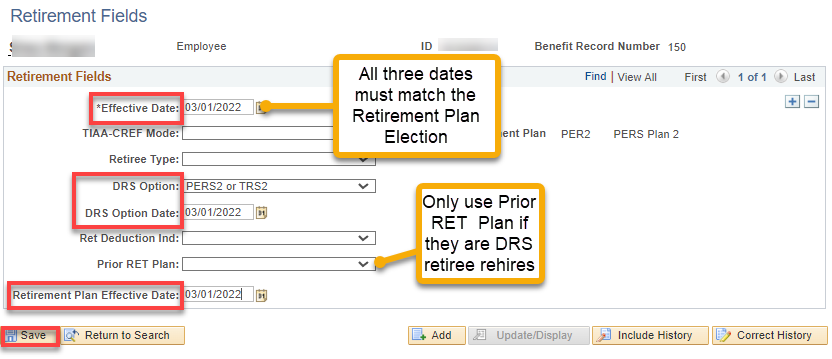 Retirement Fields
Employee ID Benefit Record Number 150
Retirement Fields Find | View All First 1 of 1 Last
All three dates
must match the
Retirement Plan
Election
*Effective Date: 03/01/2022
TIAA-CREF Mode: ment Plan PER2 PERS Plan 2
Retiree Type:
DRS Option: PERS2 or TRS2
DRS Option Date: 03/01/2022
Only use Prior
RET Plan if
they are DRS
retiree rehires
Ret Deduction Ind:
Prior RET Plan:
Retirement Plan Effective Date: 03/01/2022
Save Return to Search Add Update/Display Include History Correct History